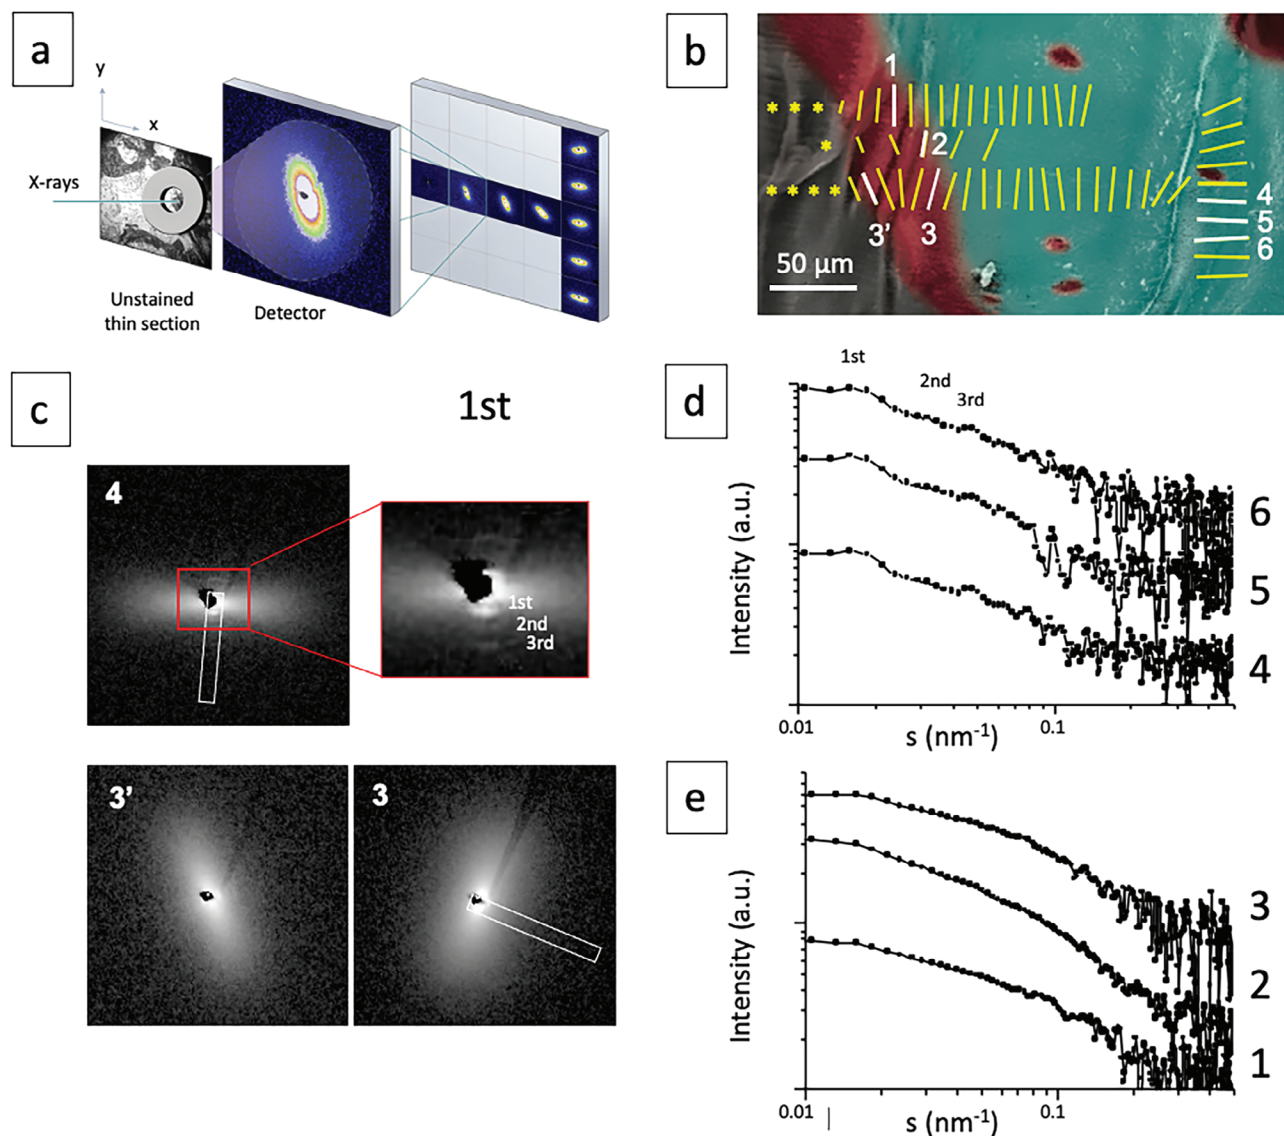 a
y
x
X-rays
Unstained
thin section
Detector
b
1
2
3'
3
4
5
6
50 µm
c
1st
4
1st
2nd
3rd
3'
3
d
1st
2nd
3rd
Intensity (a.u.)
6
5
4
0.01
0.1
s (nm-1)
e
Intensity (a.u.)
3
2
1
0.01
0.1
s (nm-1)